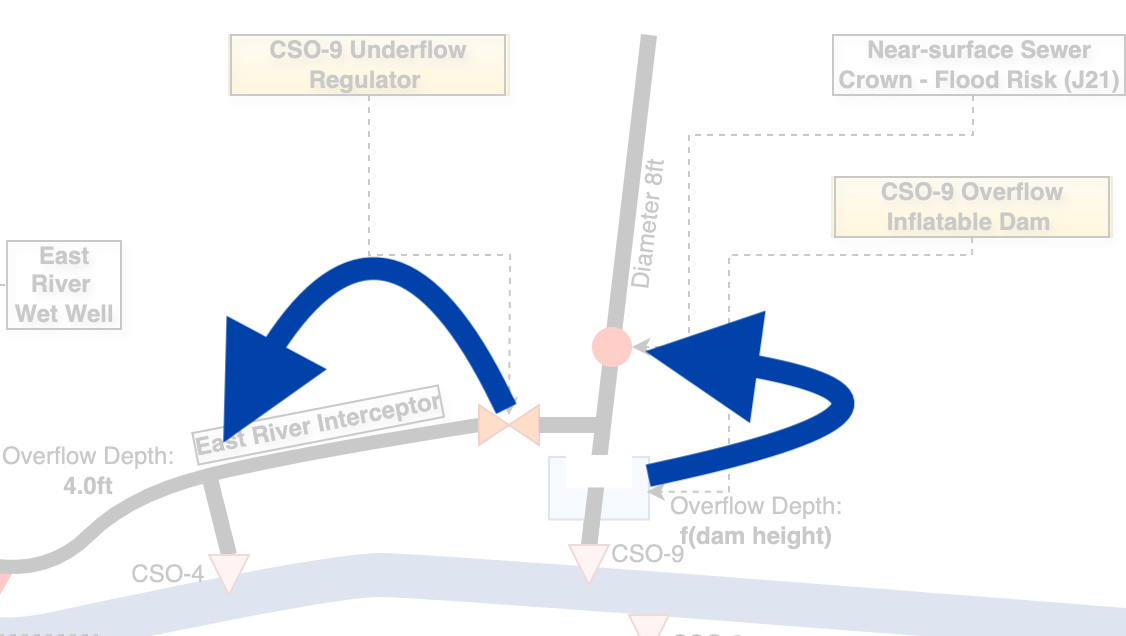 CSO-9 Underflow
Regulator
Near-surface Sewer
Crown - Flood Risk (J21)
Diameter 8ft
CSO-9 Overflow
Inflatable Dam
East
River
Wet Well
East River Interceptor
Overflow Depth:
4.0ft
Overflow Depth:
f(dam height)
CSO-4
CSO-9